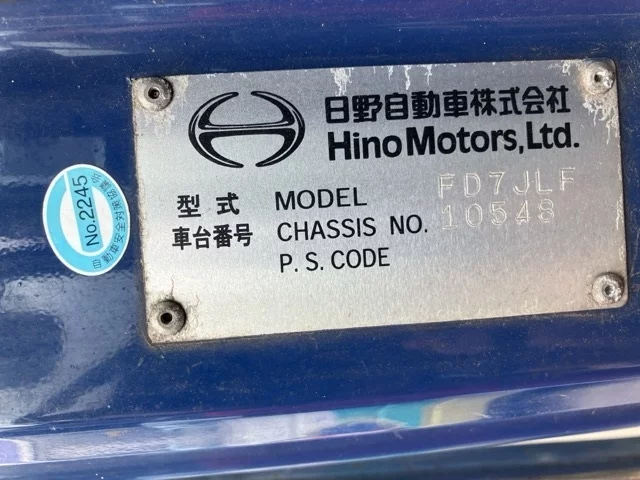 日野自動車株式会社
Hino Motors, Ltd.
型式 MODEL FD7JLF
車台番号 CHASSIS NO. 10548
P.S. CODE
No.2245